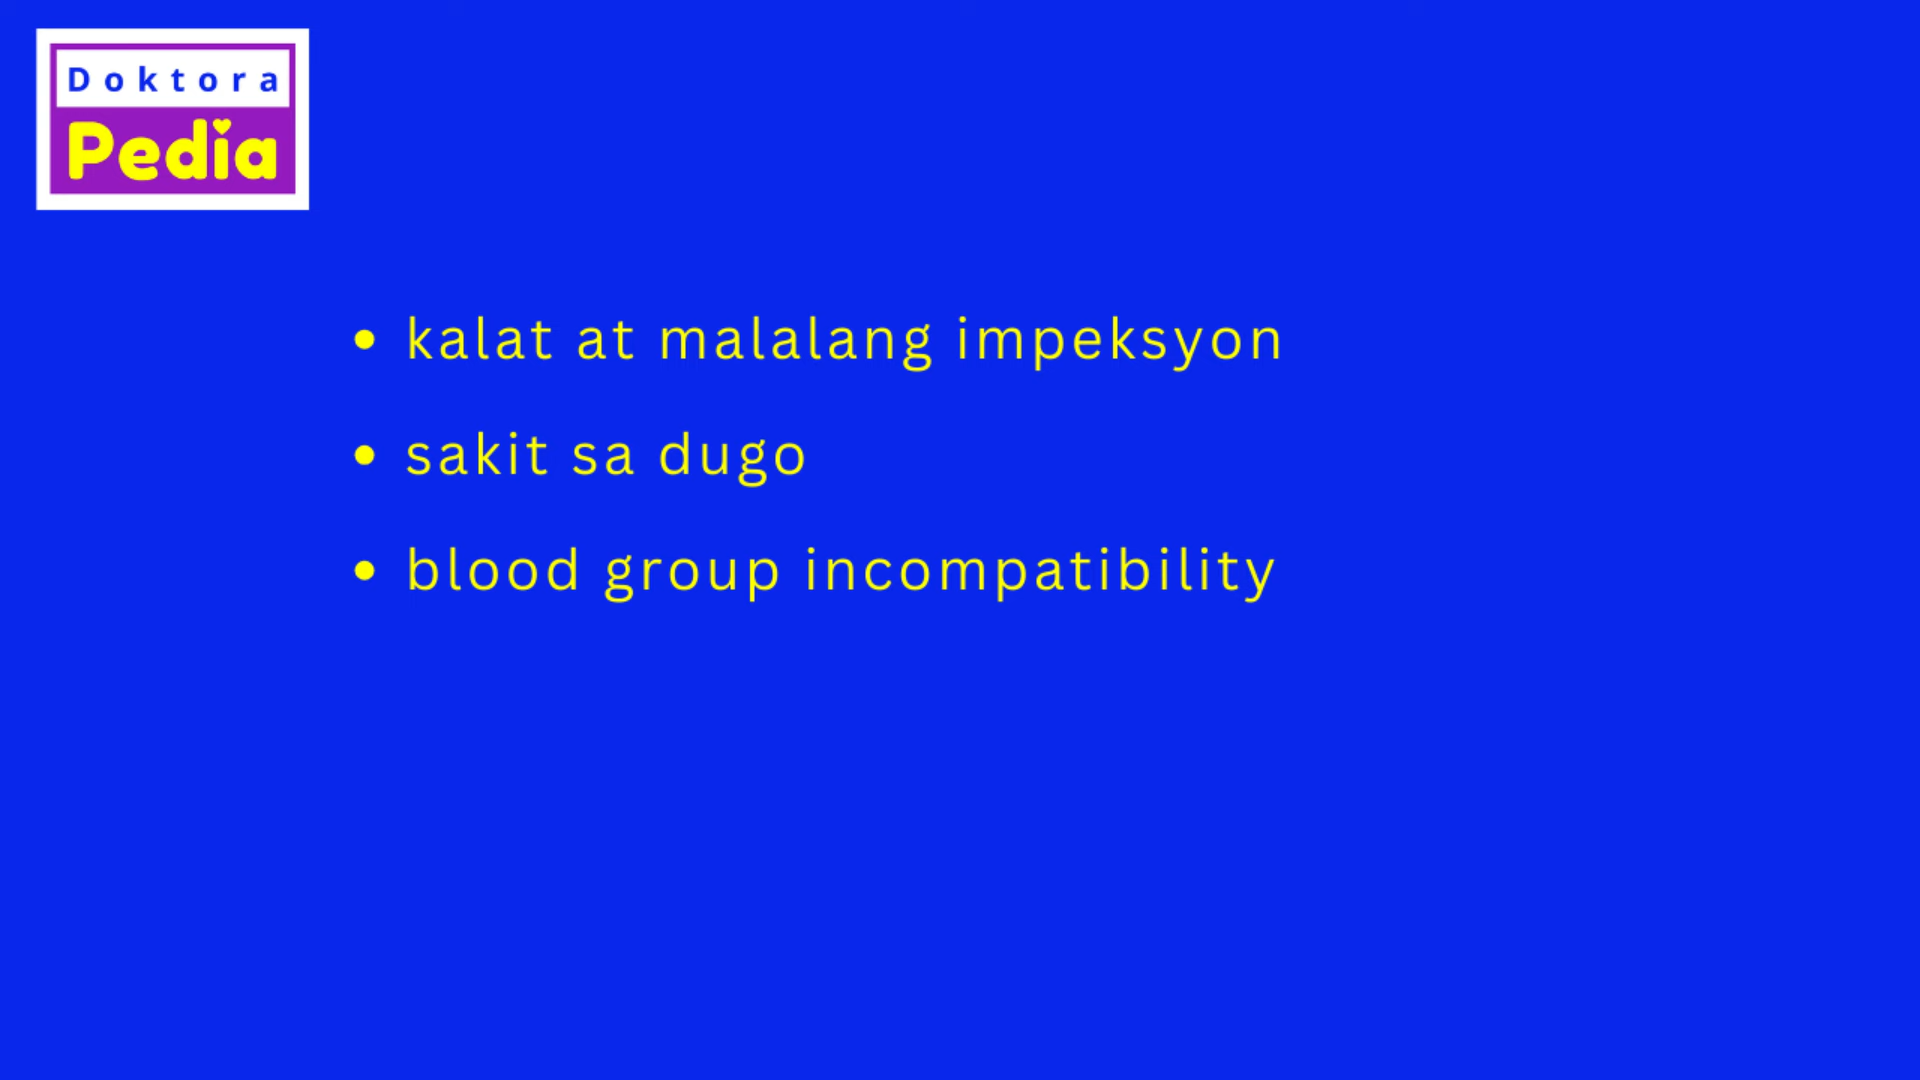 Doktora
Pedia
kalat at malalang impeksyon
sakit sa dugo
blood group incompatibility